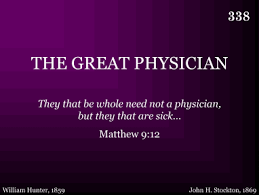 338
THE GREAT PHYSICIAN
They that be whole need not a physician,
but they that are sick...
Matthew 9:12
William Hunter, 1859
John H. Stockton, 1869